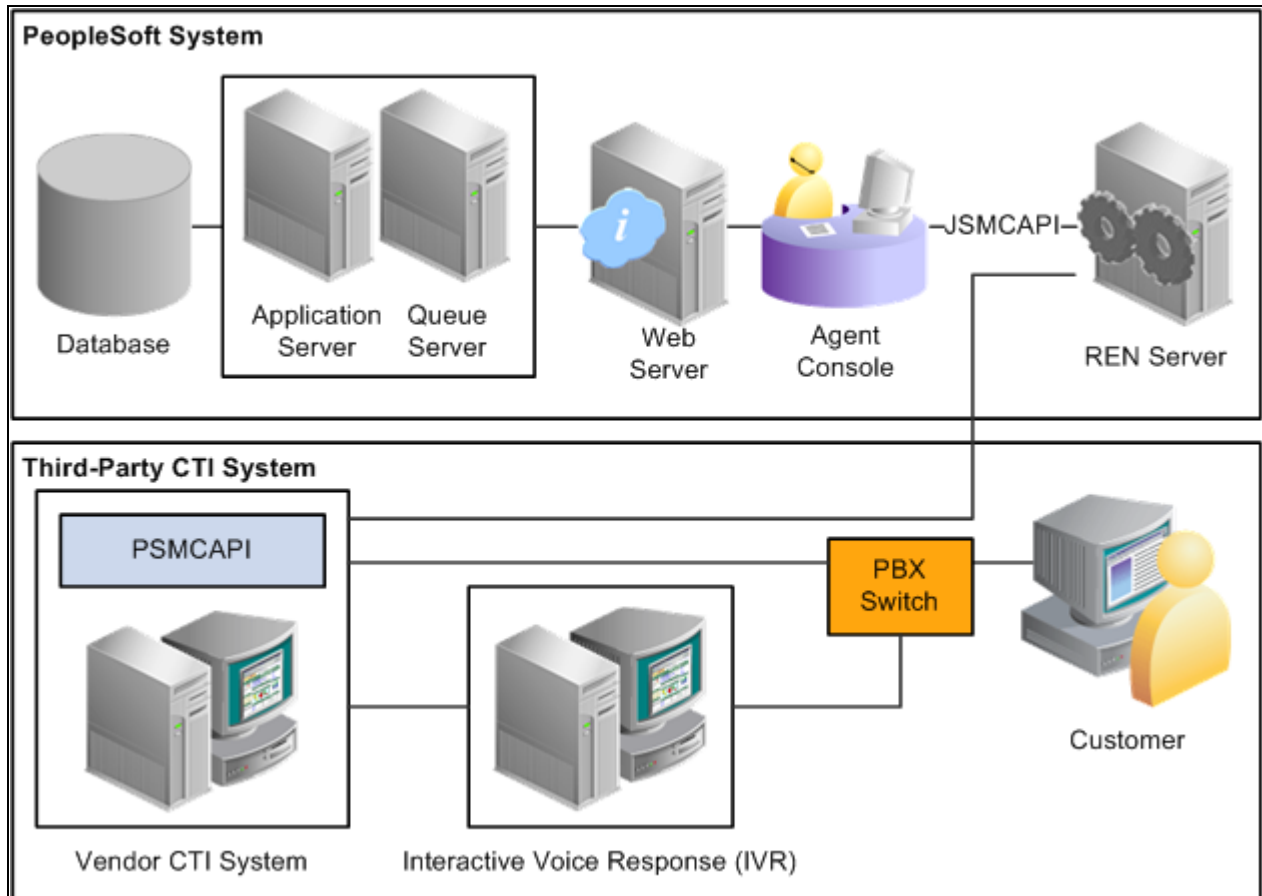 PeopleSoft System
Database
Application
Server
Queue
Server
i
Web
Server
Agent
Console
JSMCAPI
REN Server
Third-Party CTI System
PSMCAPI
PBX
Switch
Vendor CTI System
Interactive Voice Response (IVR)
Customer